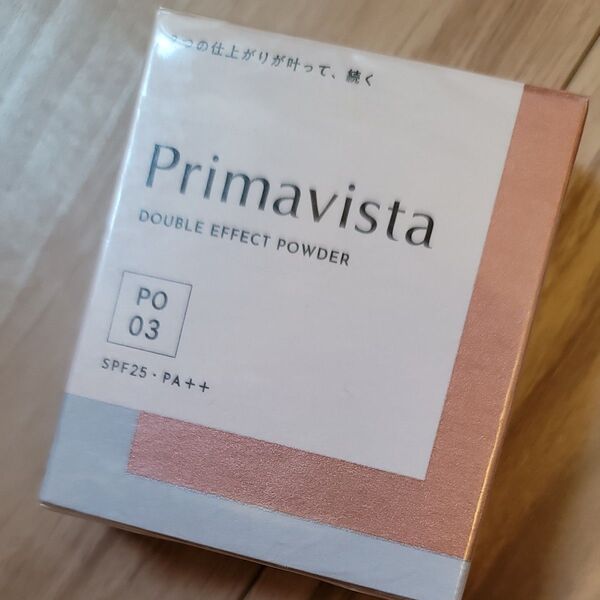 つの仕上がりが叶って、続く
Primavista
DOUBLE EFFECT POWDER
PO
03
SPF25・PA++